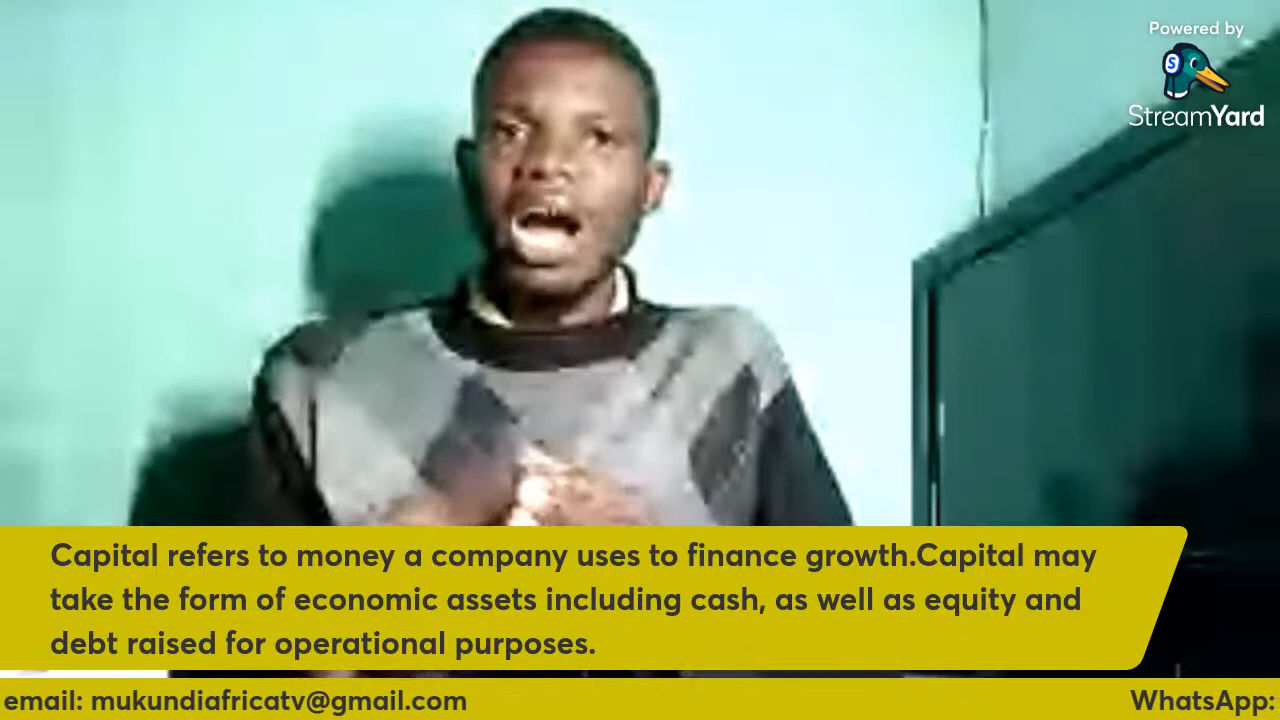 Powered by
S
StreamYard
Capital refers to money a company uses to finance growth.Capital may
take the form of economic assets including cash, as well as equity and
debt raised for operational purposes.
email: mukundiafricatv@gmail.com WhatsApp: